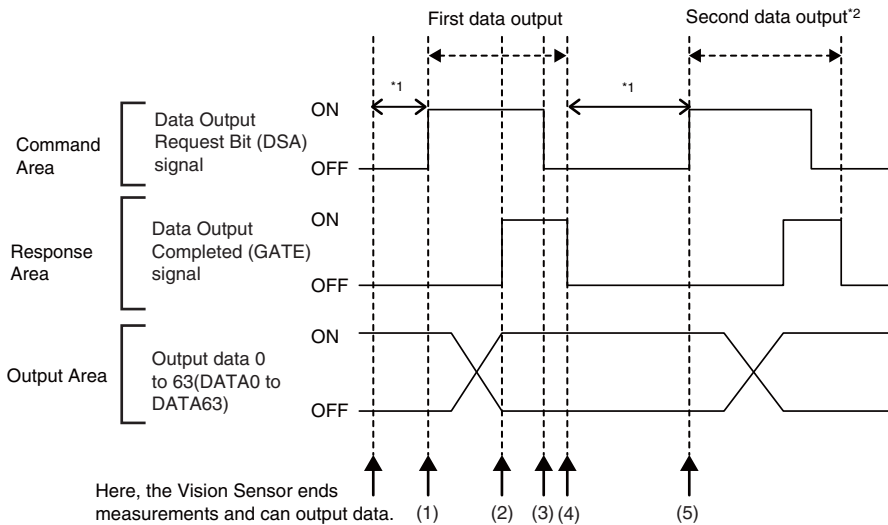 First data output
Second data output*2
*1
*1
Command
Area
Data Output
Request Bit (DSA)
signal
ON
OFF
Response
Area
Data Output
Completed (GATE)
signal
ON
OFF
Output Area
Output data 0
to 63(DATA0 to
DATA63)
ON
OFF
Here, the Vision Sensor ends
measurements and can output data.
(1)
(2)
(3)
(4)
(5)